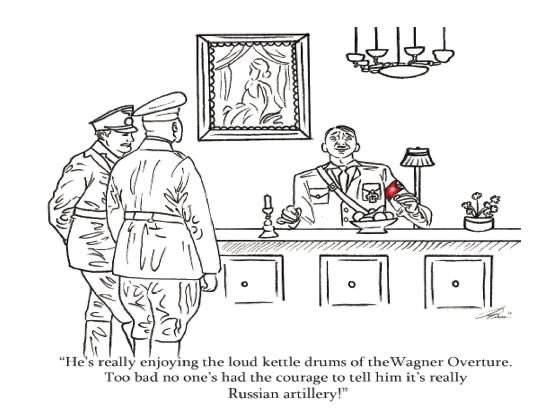 “He's really enjoying the loud kettle drums of theWagner Overture.
Too bad no one's had the courage to tell him it's really
Russian artillery!”